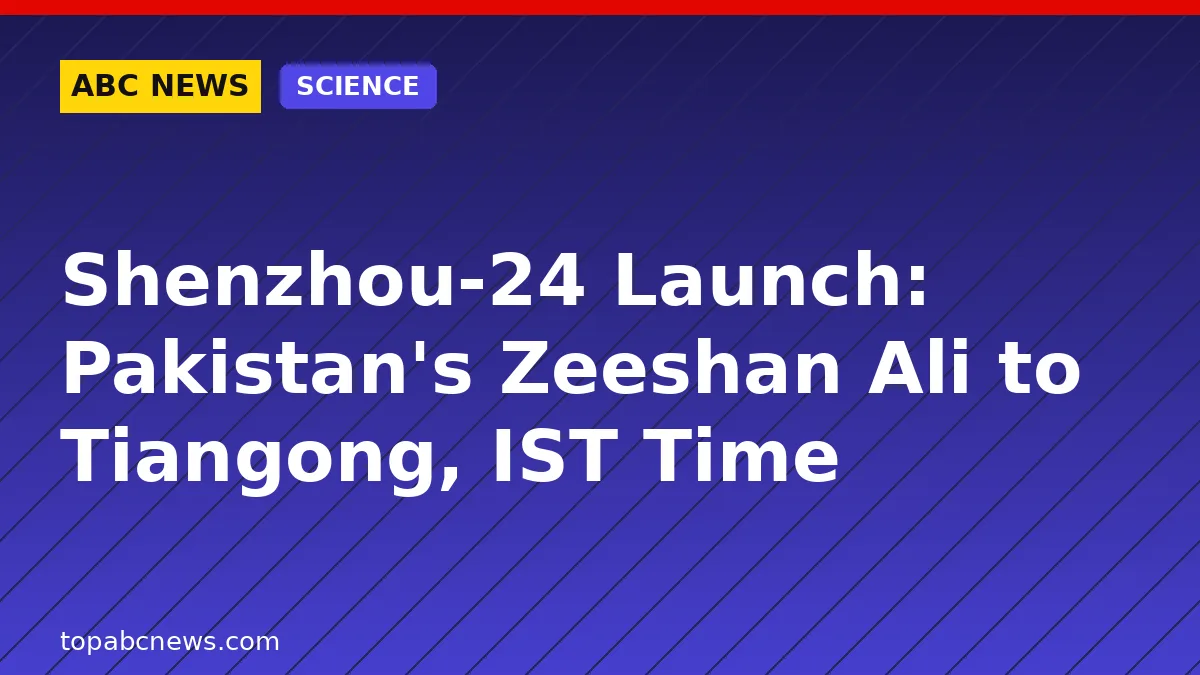 ABC NEWS
SCIENCE
Shenzhou-24 Launch:
Pakistan's Zeeshan Ali to
Tiangong, IST Time
topabcnews.com